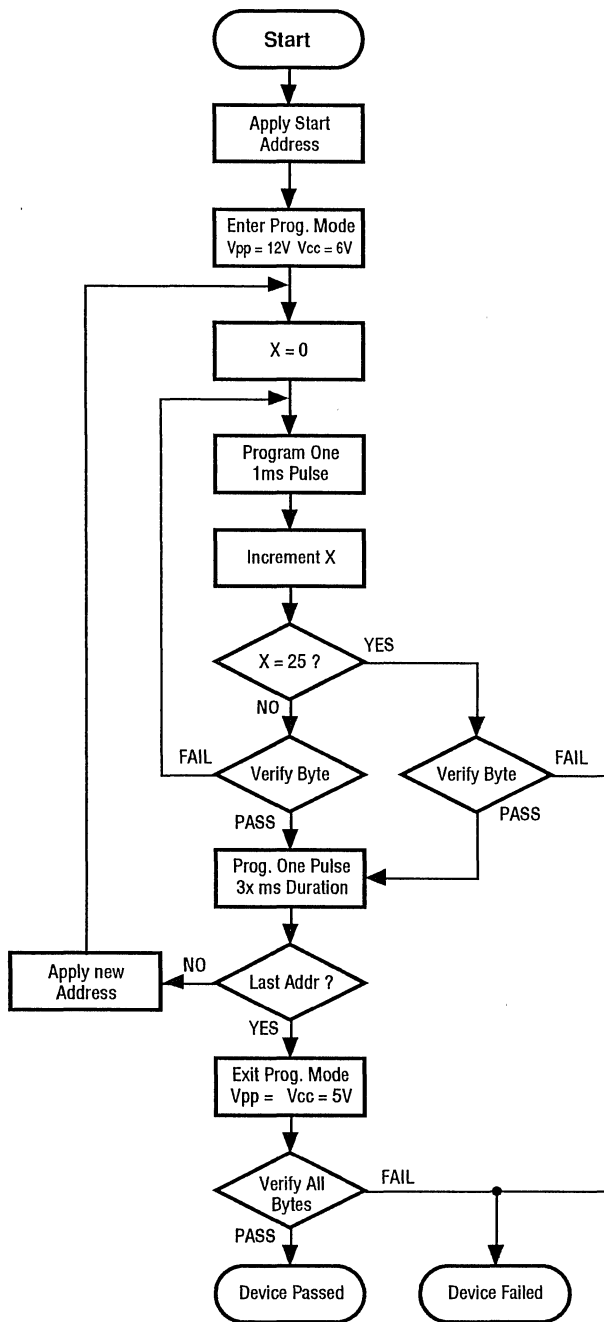 Start
Apply Start
Address
Enter Prog. Mode
Vpp = 12V Vcc = 6V
X = 0
Program One
1ms Pulse
Increment X
X = 25 ?
YES
NO
FAIL
Verify Byte
Verify Byte
FAIL
PASS
PASS
Prog. One Pulse
3x ms Duration
Apply new
Address
NO
Last Addr ?
YES
Exit Prog. Mode
Vpp = Vcc = 5V
Verify All
Bytes
FAIL
PASS
Device Passed
Device Failed